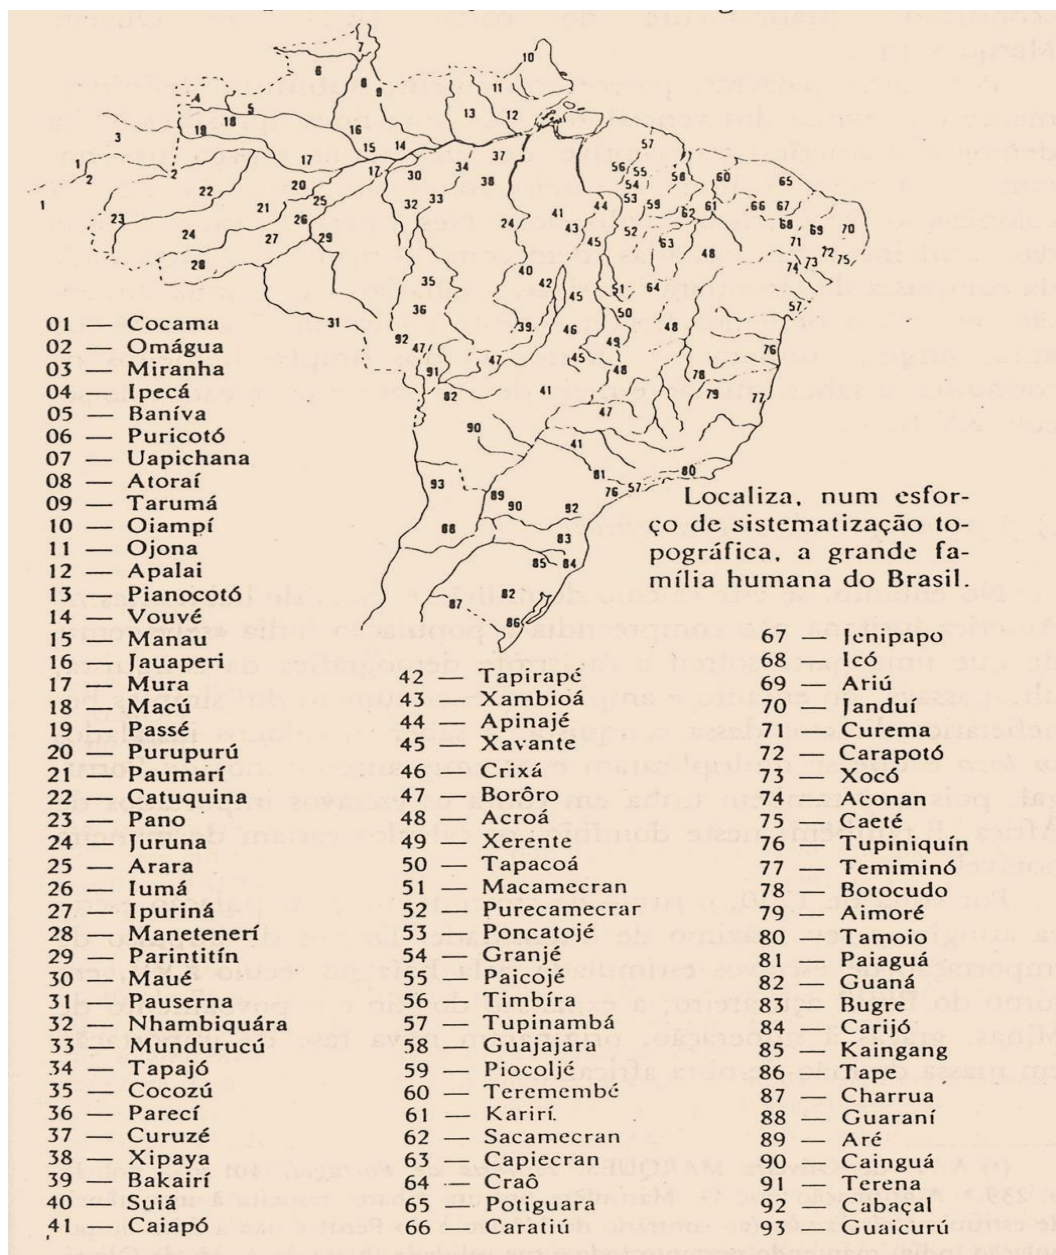 01 — Cocama
02 — Omágua
03 — Miranha
04 — Ipecá
05 — Baníva
06 — Puricotó
07 — Uapichana
08 — Atoraí
09 — Tarumá
10 — Oiampí
11 — Ojona
12 — Apalai
13 — Pianocotó
14 — Vouvé
15 — Manau
16 — Jauaperi
17 — Mura
18 — Macú
19 — Passé
20 — Purupurú
21 — Paumarí
22 — Catuquina
23 — Pano
24 — Juruna
25 — Arara
26 — Iumá
27 — Ipuriná
28 — Manetenerí
29 — Parintitín
30 — Maué
31 — Pauserna
32 — Nhambiquára
33 — Mundurucú
34 — Tapajó
35 — Cocozú
36 — Parecí
37 — Curuzé
38 — Xipaya
39 — Bakairí
40 — Suiá
41 — Caiapó
42 — Tapirapé
43 — Xambioá
44 — Apinajé
45 — Xavante
46 — Crixá
47 — Borôro
48 — Acroá
49 — Xerente
50 — Tapacoá
51 — Macamecran
52 — Purecamecrar
53 — Poncatojé
54 — Granjé
55 — Paicojé
56 — Timbíra
57 — Tupinambá
58 — Guajajara
59 — Piocoljé
60 — Teremembé
61 — Karirí.
62 — Sacamecran
63 — Capiecran
64 — Craô
65 — Potiguara
66 — Caratiú
Localiza, num esfor-
ço de sistematização to-
pográfica, a grande fa-
mília humana do Brasil.
67 — Jenipapo
68 — Icó
69 — Ariú
70 — Janduí
71 — Curema
72 — Carapotó
73 — Xocó
74 — Aconan
75 — Caeté
76 — Tupiniquín
77 — Temiminó
78 — Botocudo
79 — Aimoré
80 — Tamoio
81 — Paiaguá
82 — Guaná
83 — Bugre
84 — Carijó
85 — Kaingang
86 — Tape
87 — Charrua
88 — Guaraní
89 — Aré
90 — Cainguá
91 — Terena
92 — Cabaçal
93 — Guaicurú